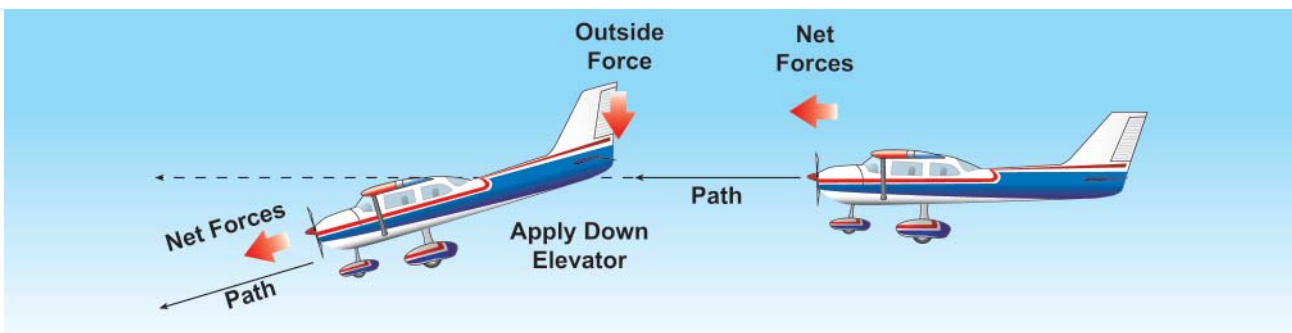 Outside
Force
Net
Forces
Path
Net Forces
Path
Apply Down
Elevator